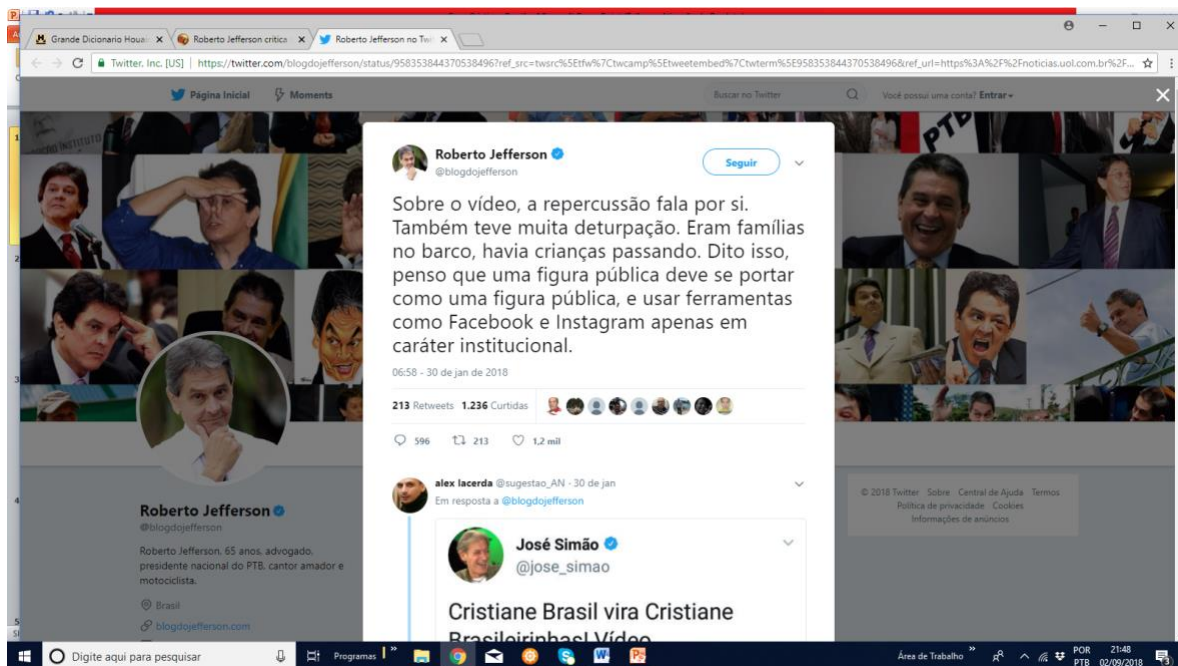 Grande Dicionario Houai
Roberto Jefferson critica
Roberto Jefferson no Twi
Twitter, Inc. [US] | https://twitter.com/blogdojefferson/status/958353844370538496?ref_src=twsrc%5Etfw%7Ctwcamp%5Etweetembed%7Ctwterm%5E958353844370538496&ref_url=https%3A%2F%2Fnoticias.uol.com.br%2F...
Página Inicial
Moments
Buscar no Twitter
Você possui uma conta? Entrar
INSTITUTO
PTB
Roberto Jefferson
@blogdojefferson
Seguir
Sobre o vídeo, a repercussão fala por si.
Também teve muita deturpação. Eram famílias
no barco, havia crianças passando. Dito isso,
penso que uma figura pública deve se portar
como uma figura pública, e usar ferramentas
como Facebook e Instagram apenas em
caráter institucional.
06:58 - 30 de jan de 2018
213 Retweets 1.236 Curtidas
596 213 1,2 mil
alex lacerda @sugestao_AN · 30 de jan
Em resposta a @blogdojefferson
José Simão
@jose_simao
Cristiane Brasil vira Cristiane
Brasileirinhas! Vídeo
Roberto Jefferson
@blogdojefferson
Roberto Jefferson, 65 anos, advogado,
presidente nacional do PTB, cantor amador e
motociclista.
Brasil
blogdojefferson.com
© 2018 Twitter Sobre Central de Ajuda Termos
Política de privacidade Cookies
Informações de anúncios
1
2
3
4
5
Digite aqui para pesquisar
Programas
Área de Trabalho
POR
PTB
21:48
02/09/2018
3